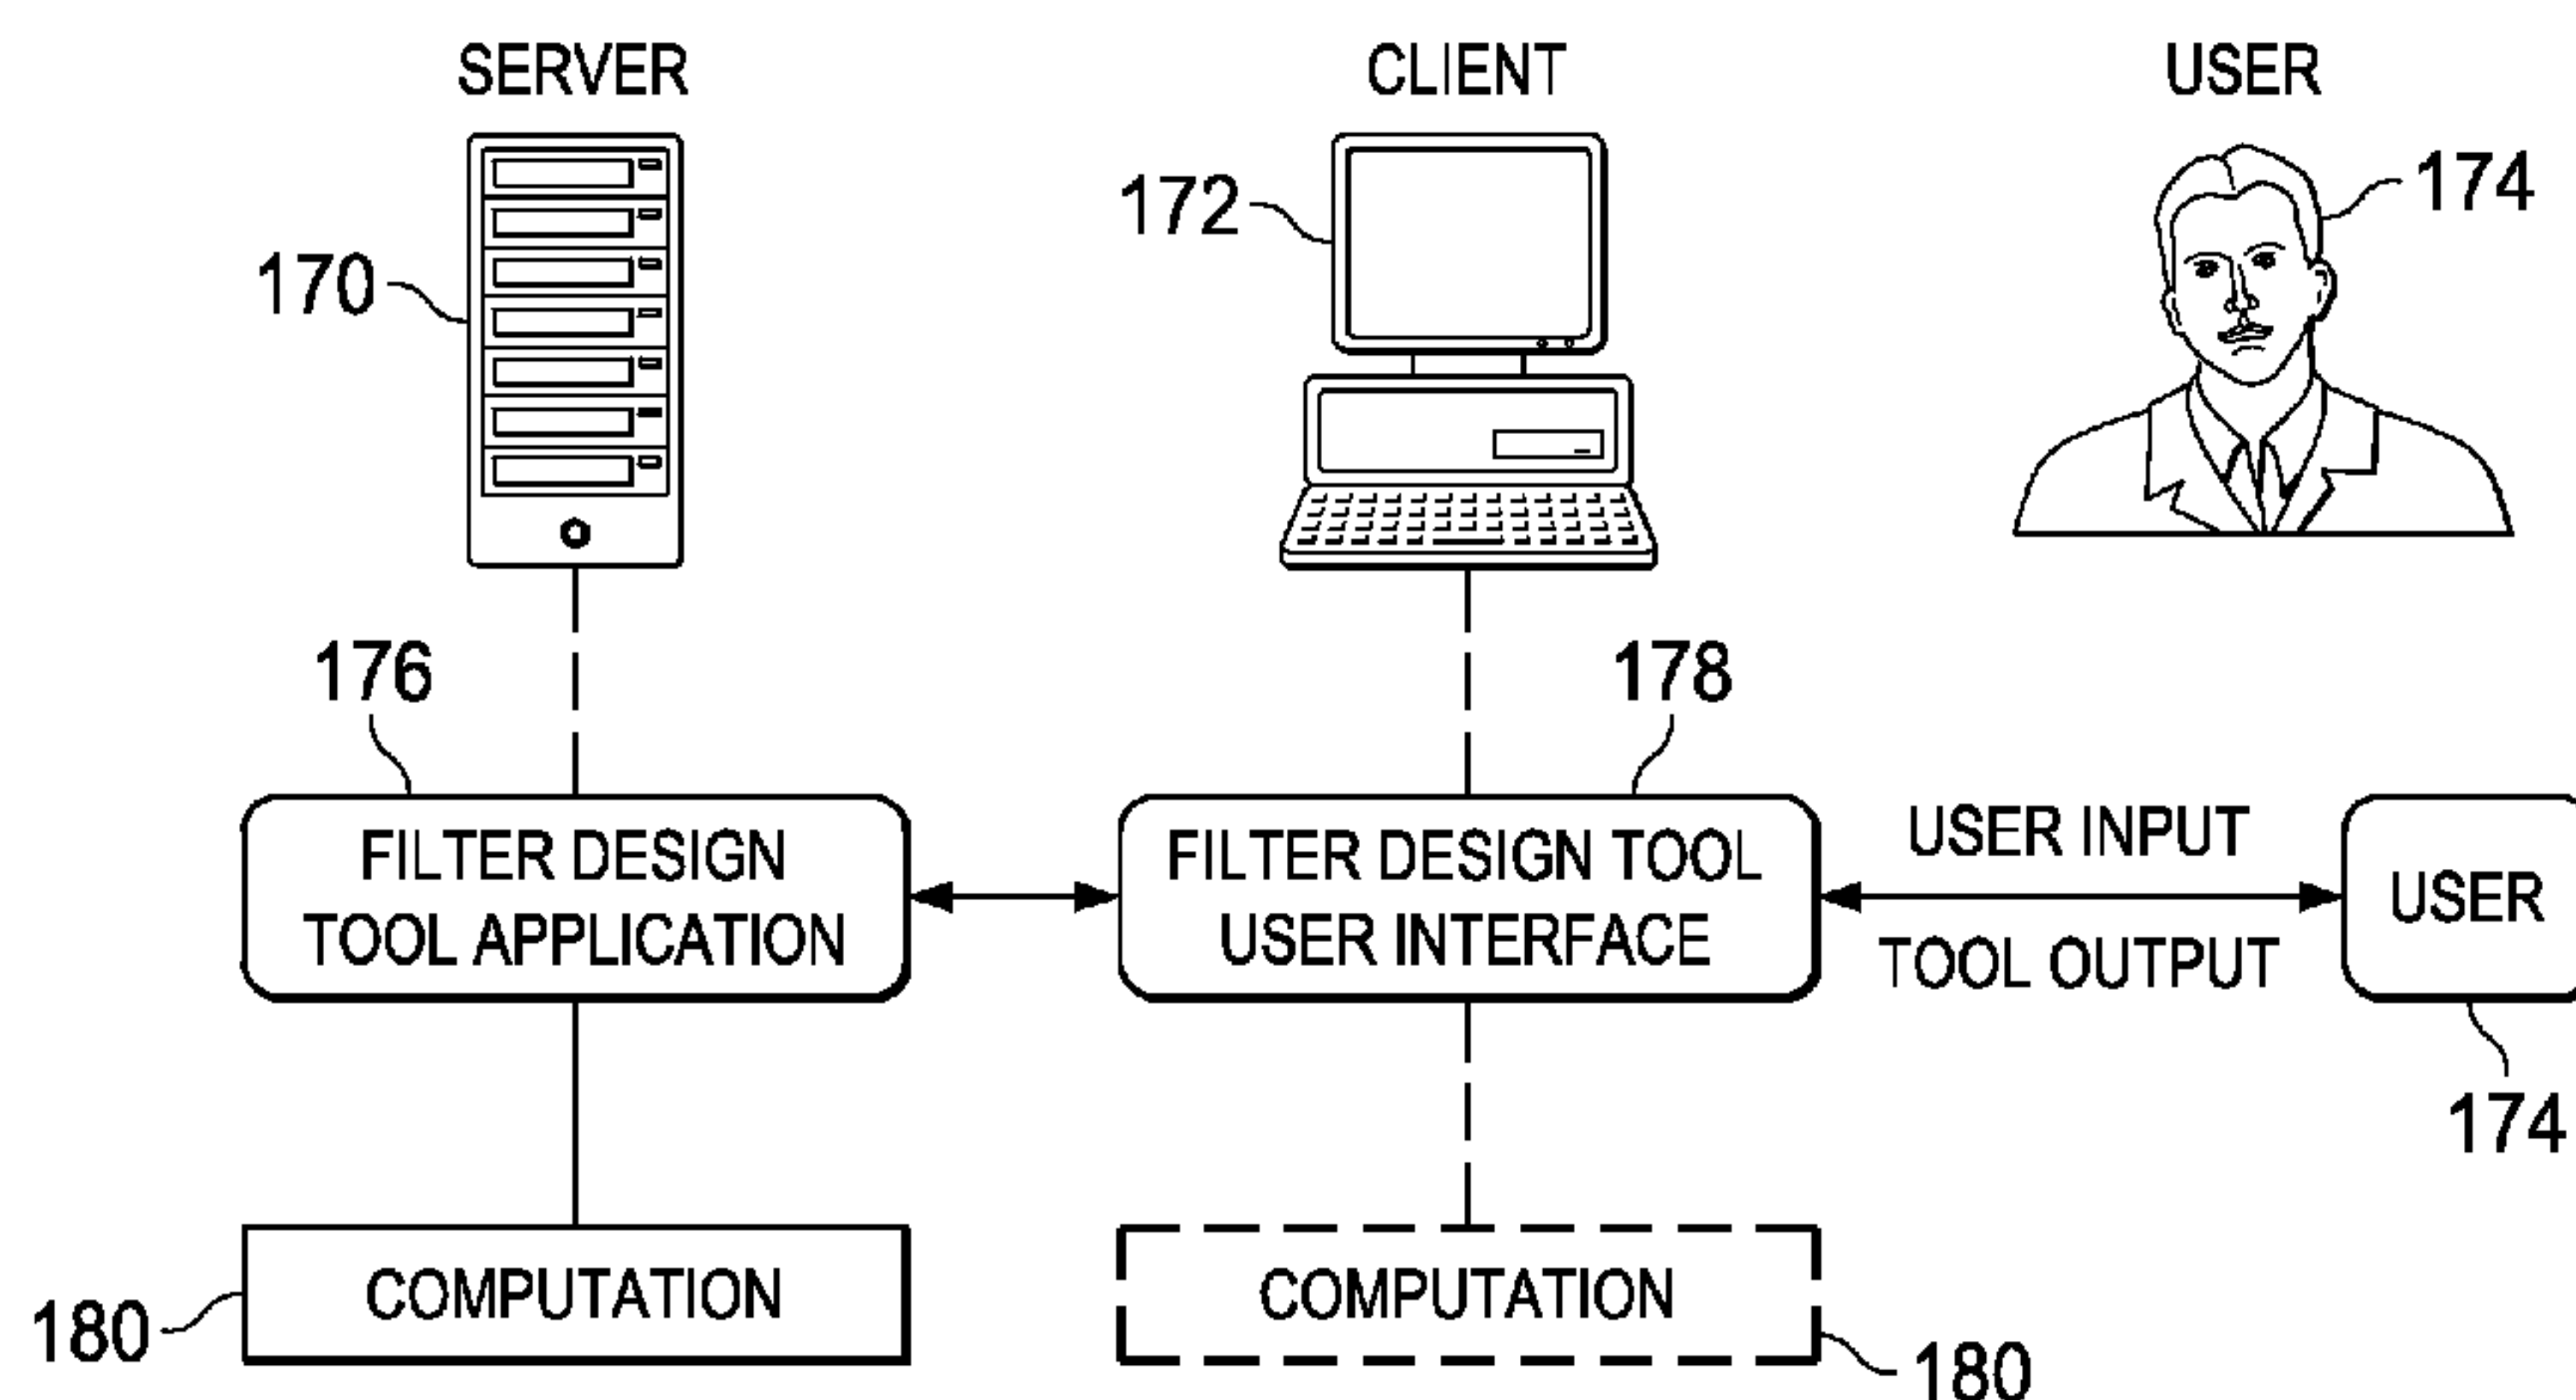 SERVER
CLIENT
USER
170
172
174
176
178
FILTER DESIGN
TOOL APPLICATION
FILTER DESIGN TOOL
USER INTERFACE
USER INPUT
TOOL OUTPUT
USER
174
COMPUTATION
180
COMPUTATION
180